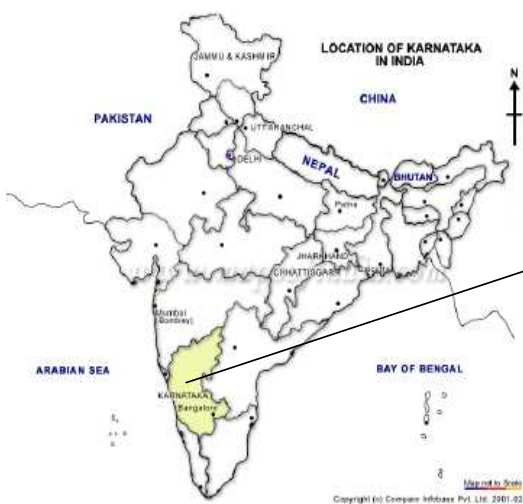 LOCATION OF KARNATAKA
IN INDIA
N
JAMMU & KASHMIR
CHINA
PAKISTAN
UTTARANCHAL
DELHI
NEPAL
BHUTAN
Patna
JHARKHAND
CHHATTISGARH
Mumbai
(Bombay)
ARABIAN SEA
BAY OF BENGAL
KARNATAKA
Bangalore
Map not to Scale
Copyright (c) Compare Infobase Pvt. Ltd. 2001-02